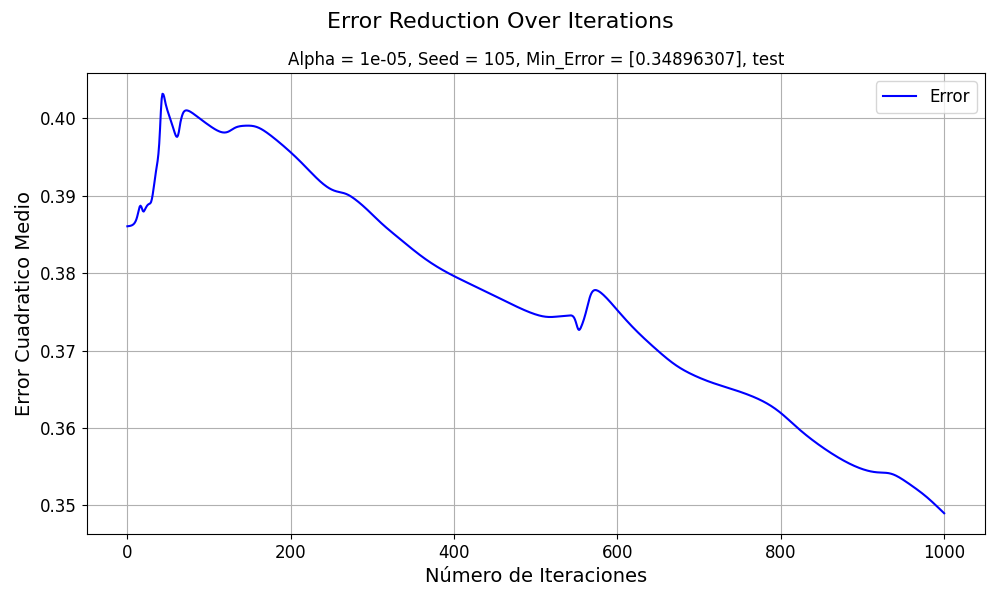 Error Reduction Over Iterations
Alpha = 1e-05, Seed = 105, Min_Error = [0.34896307], test
Error
Error Cuadratico Medio
0.40
0.39
0.38
0.37
0.36
0.35
0 200 400 600 800 1000
Número de Iteraciones